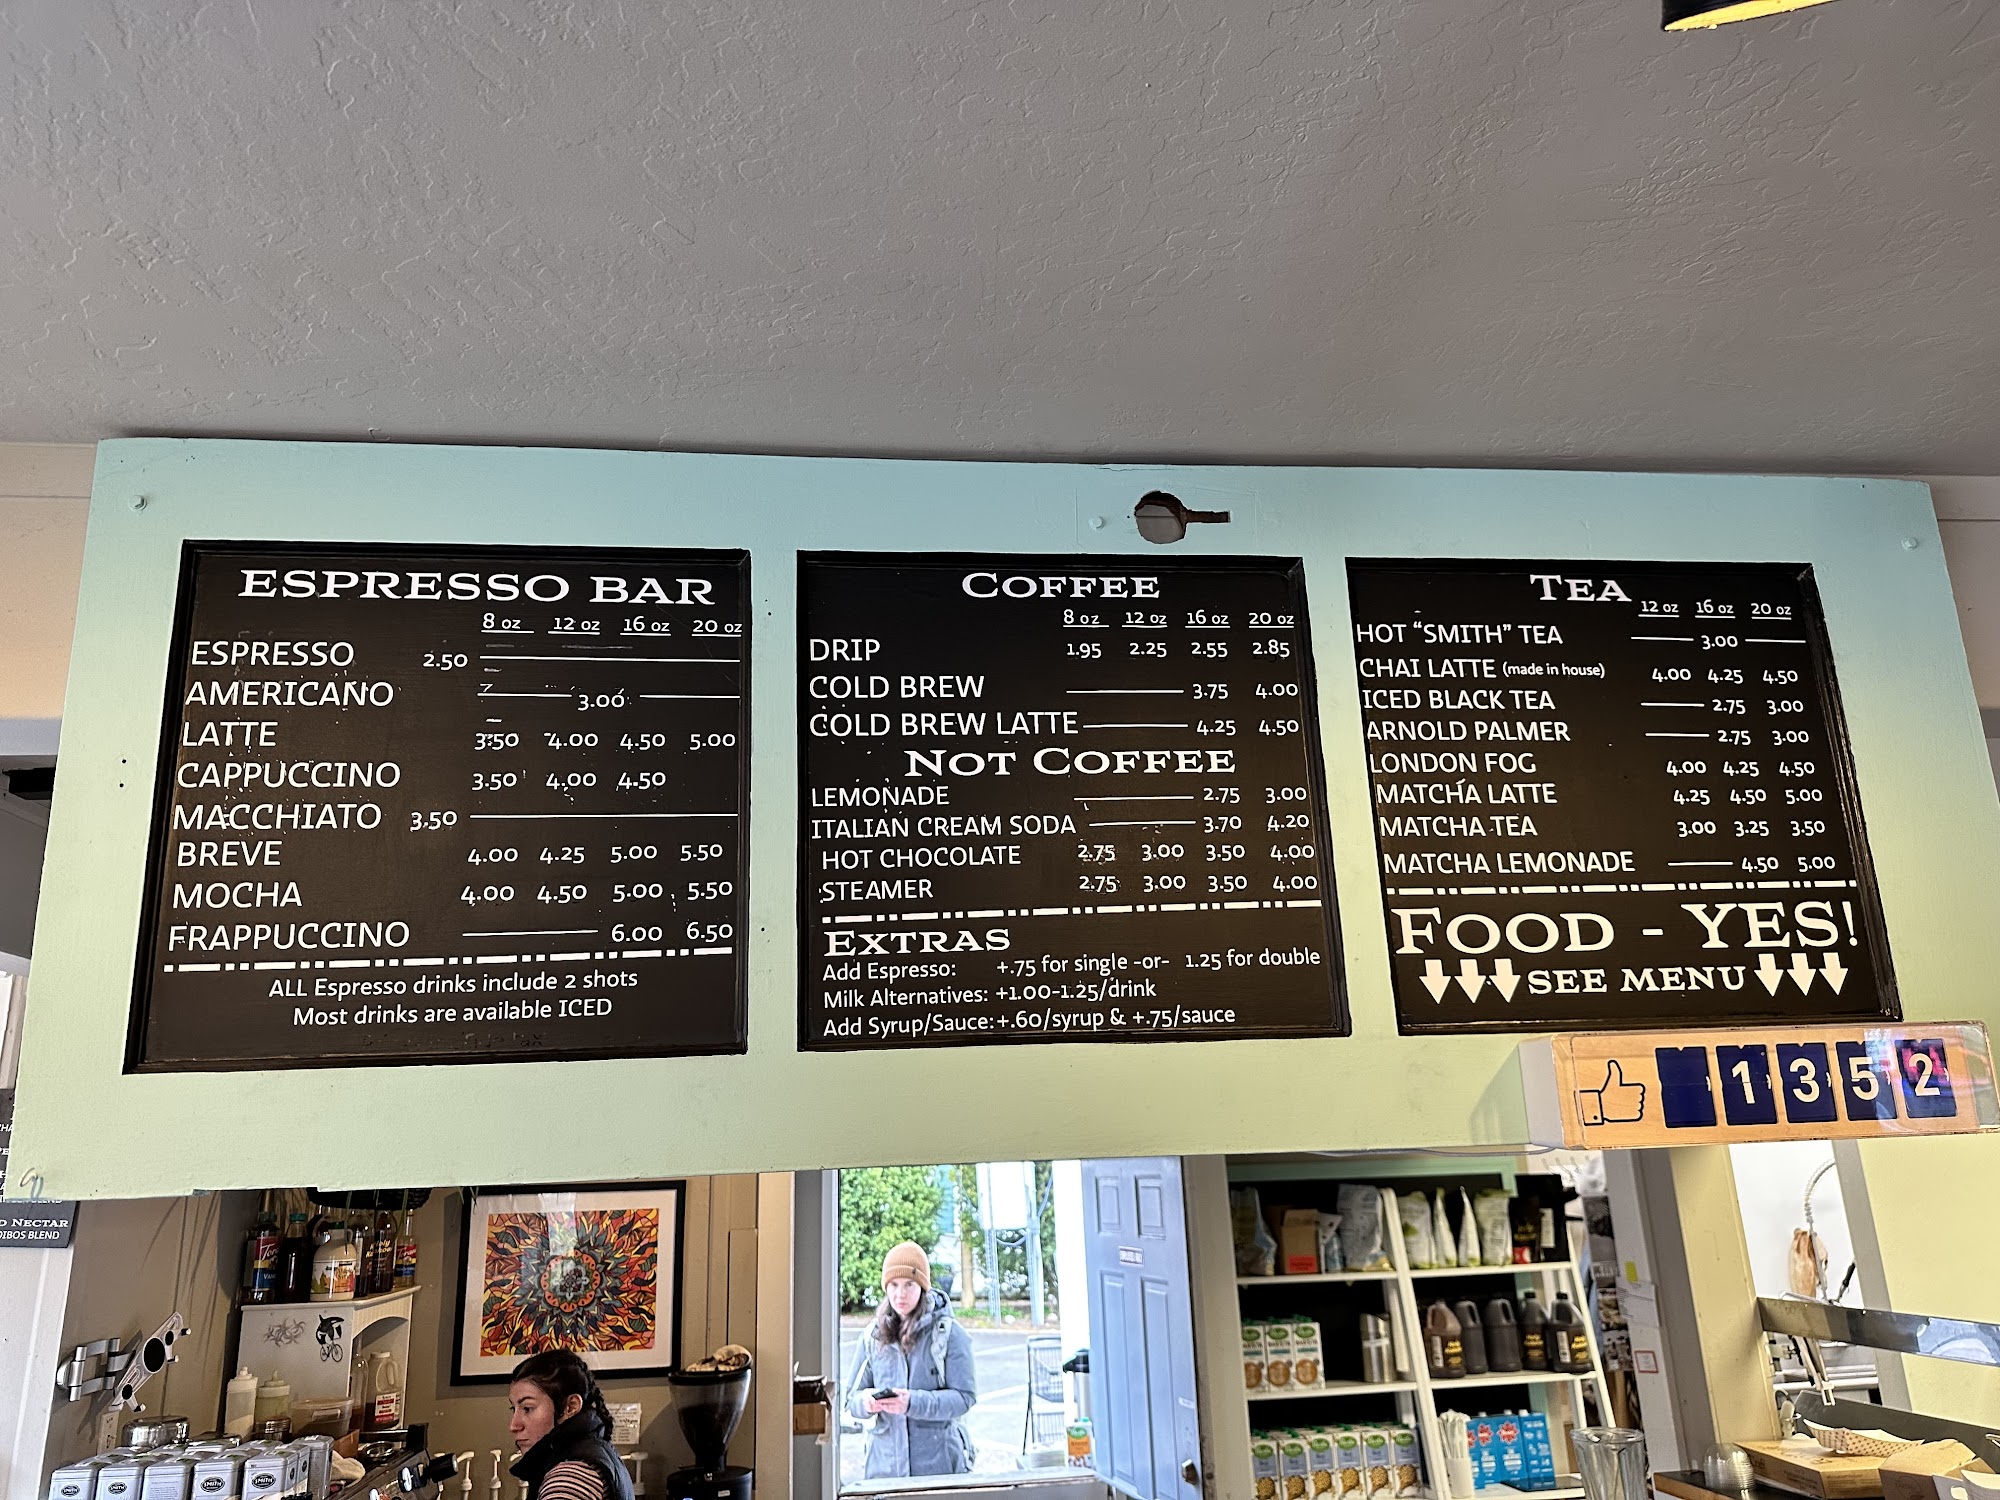 ESPRESSO BAR
8 oz 12 oz 16 oz 20 oz
ESPRESSO 2.50
AMERICANO 3.00
LATTE 3.50 4.00 4.50 5.00
CAPPUCCINO 3.50 4.00 4.50
MACCHIATO 3.50
BREVE 4.00 4.25 5.00 5.50
MOCHA 4.00 4.50 5.00 5.50
FRAPPUCCINO 6.00 6.50
ALL Espresso drinks include 2 shots
Most drinks are available ICED
COFFEE
8 oz 12 oz 16 oz 20 oz
DRIP 1.95 2.25 2.55 2.85
COLD BREW 3.75 4.00
COLD BREW LATTE 4.25 4.50
NOT COFFEE
LEMONADE 2.75 3.00
ITALIAN CREAM SODA 3.70 4.20
HOT CHOCOLATE 2.75 3.00 3.50 4.00
STEAMER 2.75 3.00 3.50 4.00
EXTRAS
Add Espresso: +.75 for single -or- 1.25 for double
Milk Alternatives: +1.00-1.25/drink
Add Syrup/Sauce: +.60/syrup & +.75/sauce
TEA
12 oz 16 oz 20 oz
HOT "SMITH" TEA 3.00
CHAI LATTE (made in house) 4.00 4.25 4.50
ICED BLACK TEA 2.75 3.00
ARNOLD PALMER 2.75 3.00
LONDON FOG 4.00 4.25 4.50
MATCHA LATTE 4.25 4.50 5.00
MATCHA TEA 3.00 3.25 3.50
MATCHA LEMONADE 4.50 5.00
FOOD - YES!
SEE MENU
1352
NECTAR
BLEND
SMITH